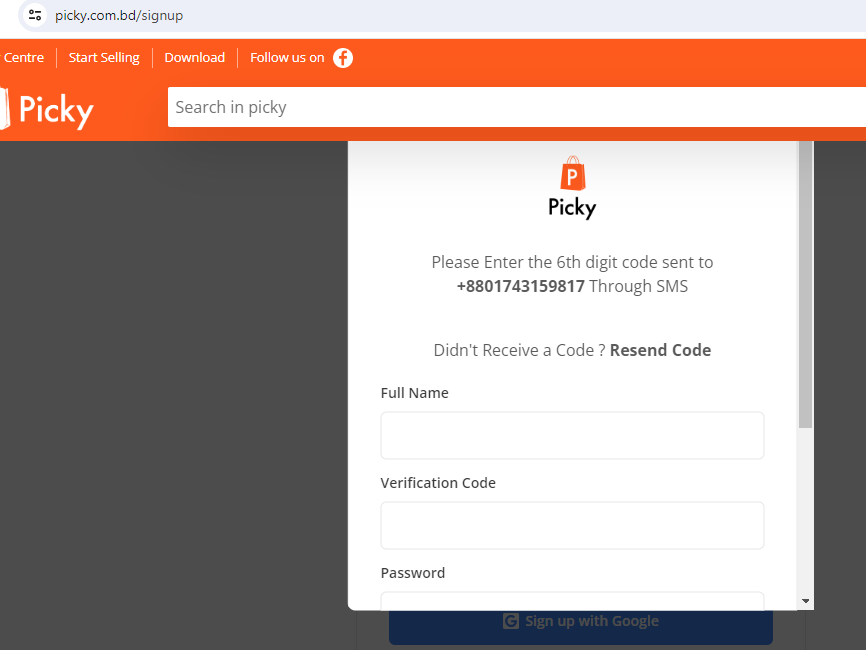 picky.com.bd/signup
Centre Start Selling Download Follow us on f
Picky Search in picky
P
Picky
Please Enter the 6th digit code sent to
+8801743159817 Through SMS
Didn't Receive a Code ? Resend Code
Full Name
Verification Code
Password
G Sign up with Google